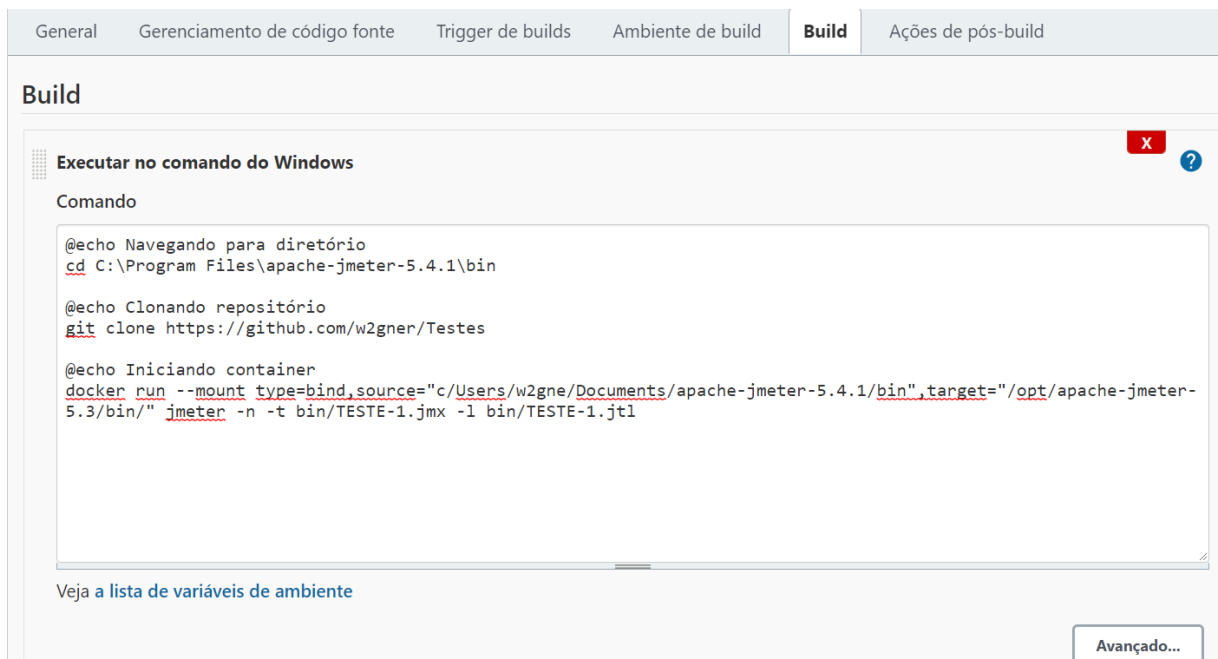 General Gerenciamento de código fonte Trigger de builds Ambiente de build Build Ações de pós-build
Build
X
Executar no comando do Windows
?
Comando
@echo Navegando para diretório
cd C:\Program Files\apache-jmeter-5.4.1\bin
@echo Clonando repositório
git clone https://github.com/w2gner/Testes
@echo Iniciando container
docker run --mount type=bind,source="c/Users/w2gne/Documents/apache-jmeter-5.4.1/bin",target="/opt/apache-jmeter-
5.3/bin/" jmeter -n -t bin/TESTE-1.jmx -l bin/TESTE-1.jtl
Veja a lista de variáveis de ambiente
Avançado...